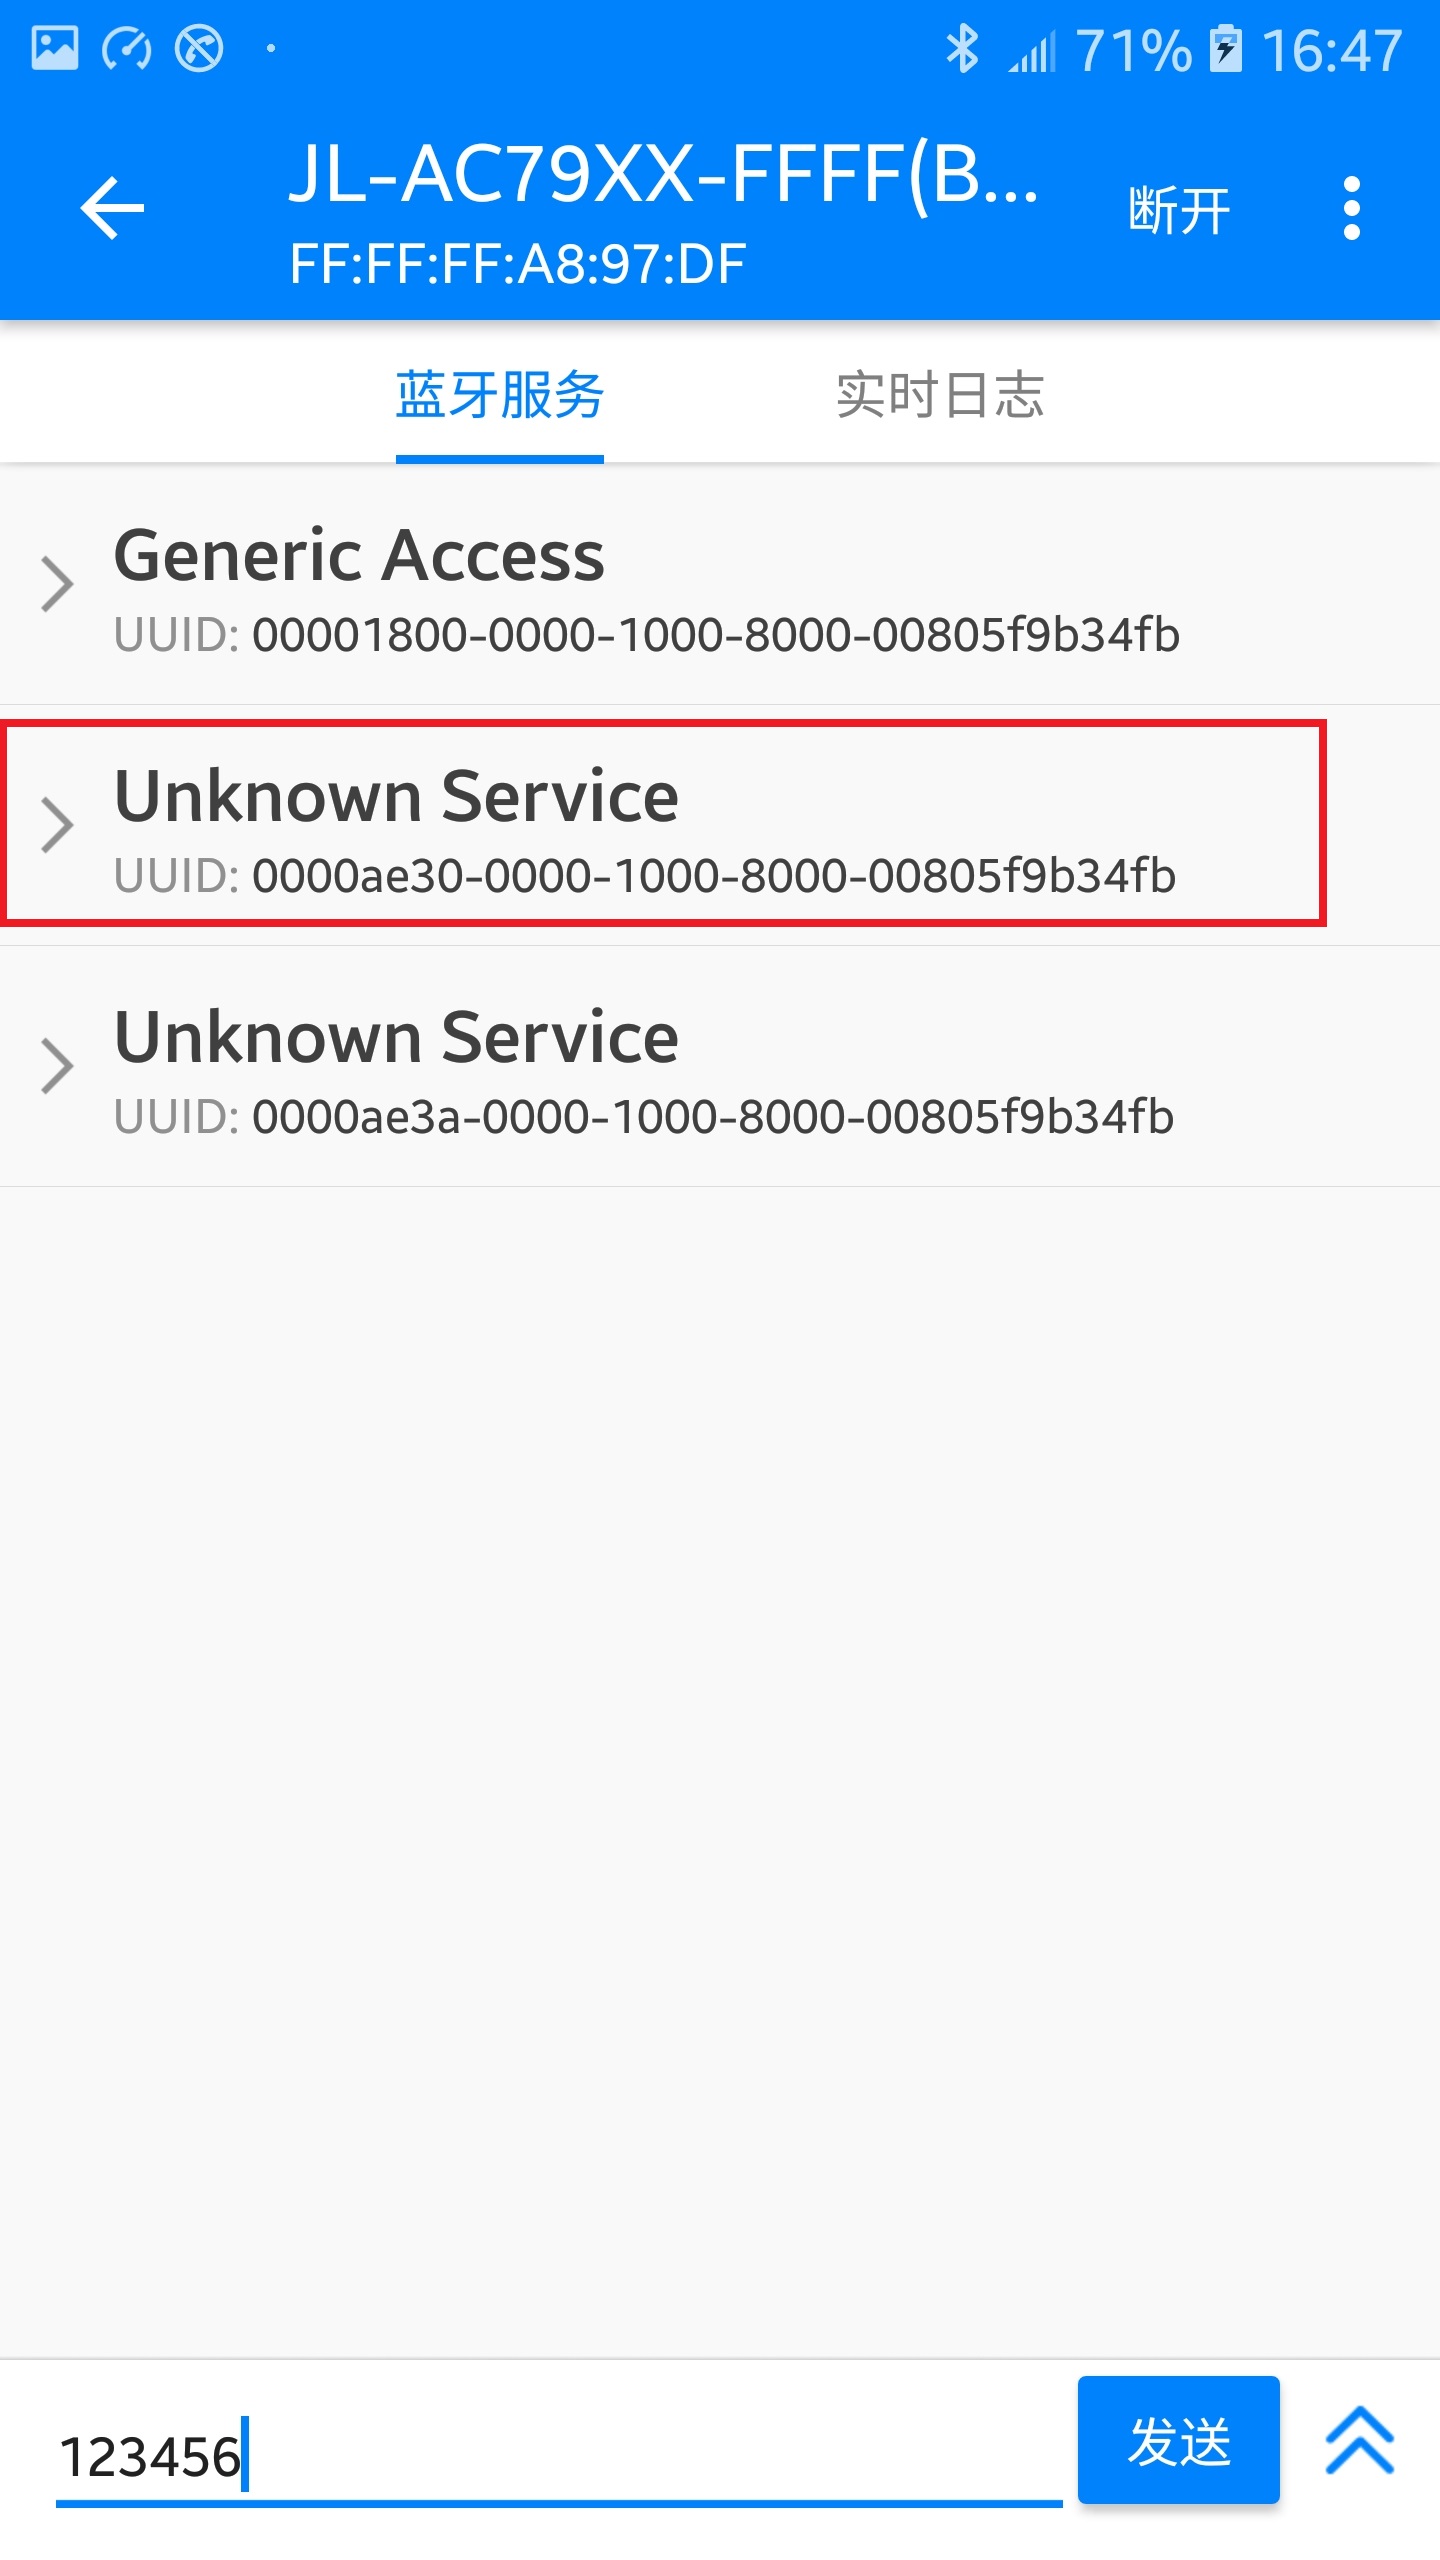 71% 16:47
JL-AC79XX-FFFF(B...
断开
FF:FF:FF:A8:97:DF
蓝牙服务 实时日志
Generic Access
UUID: 00001800-0000-1000-8000-00805f9b34fb
Unknown Service
UUID: 0000ae30-0000-1000-8000-00805f9b34fb
Unknown Service
UUID: 0000ae3a-0000-1000-8000-00805f9b34fb
123456
发送